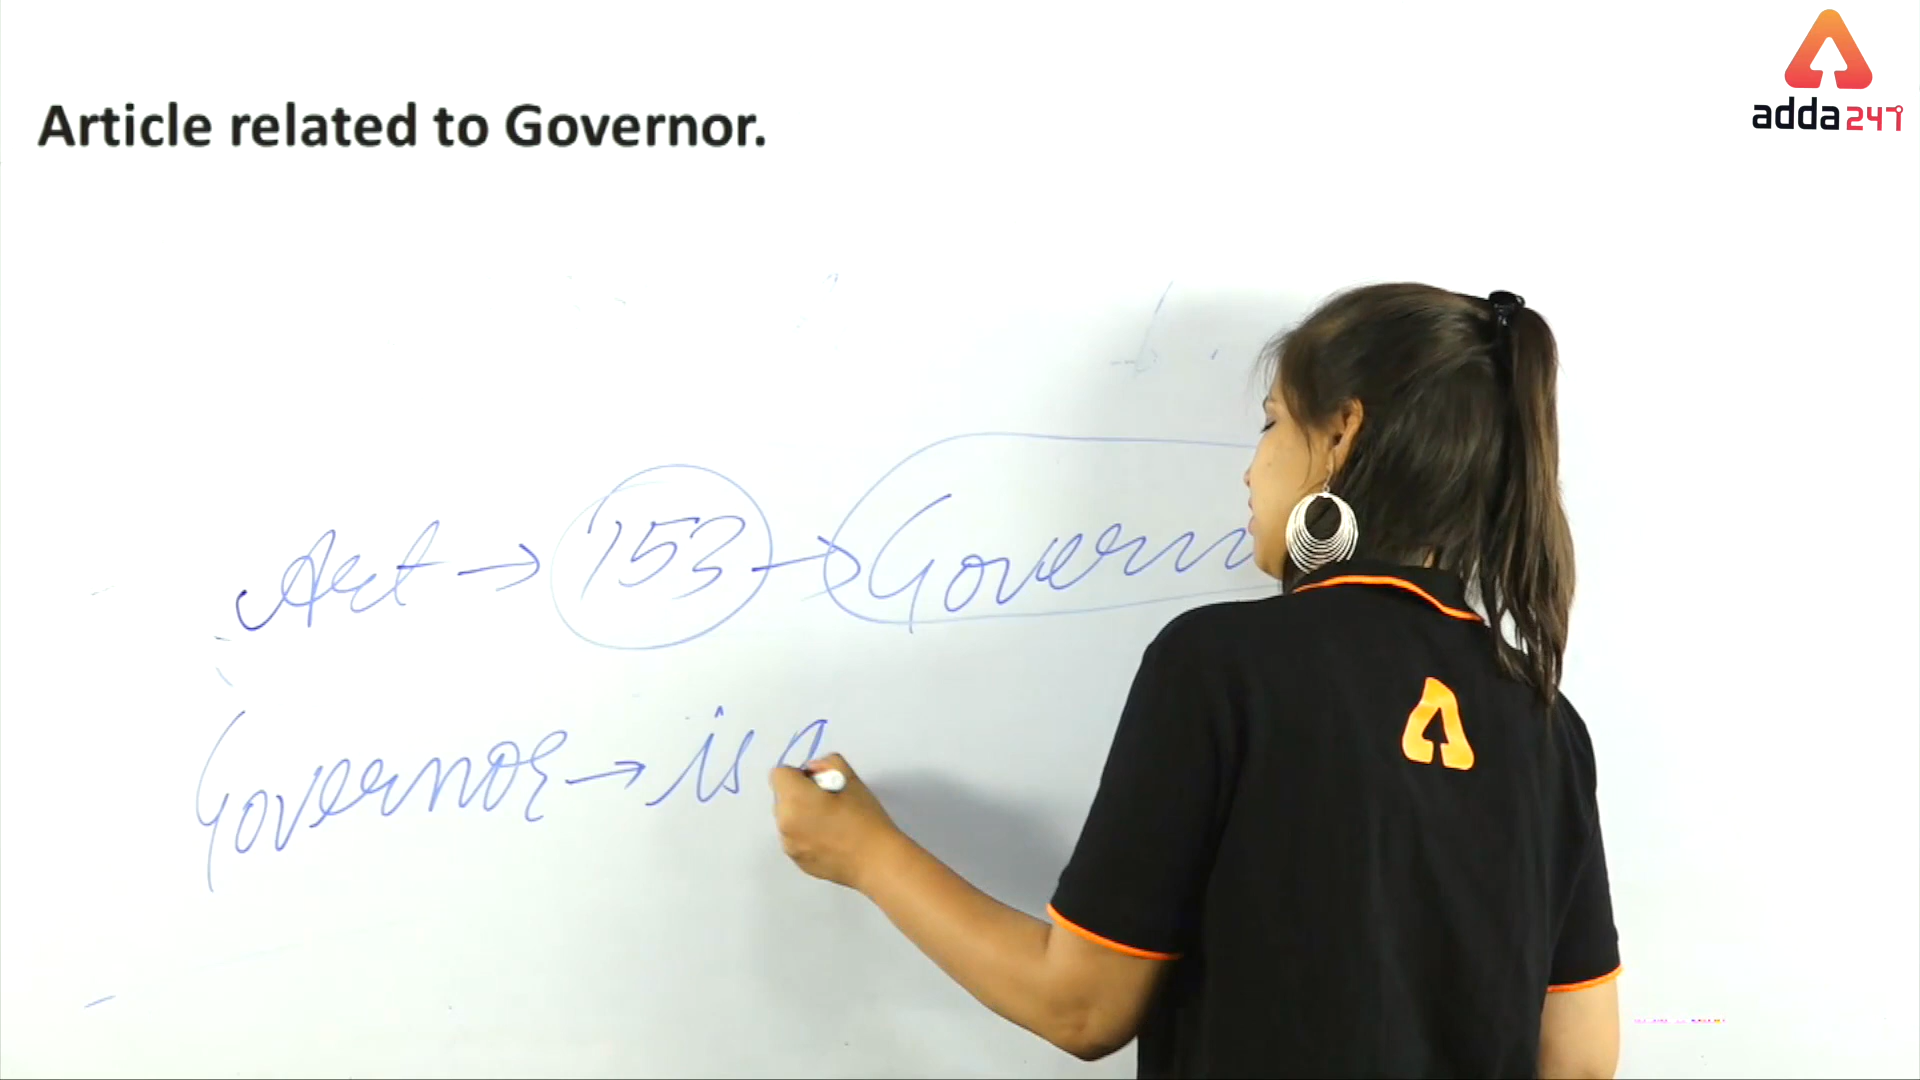 Article related to Governor.
adda247
Art → 153 → Govern
Governor → is a